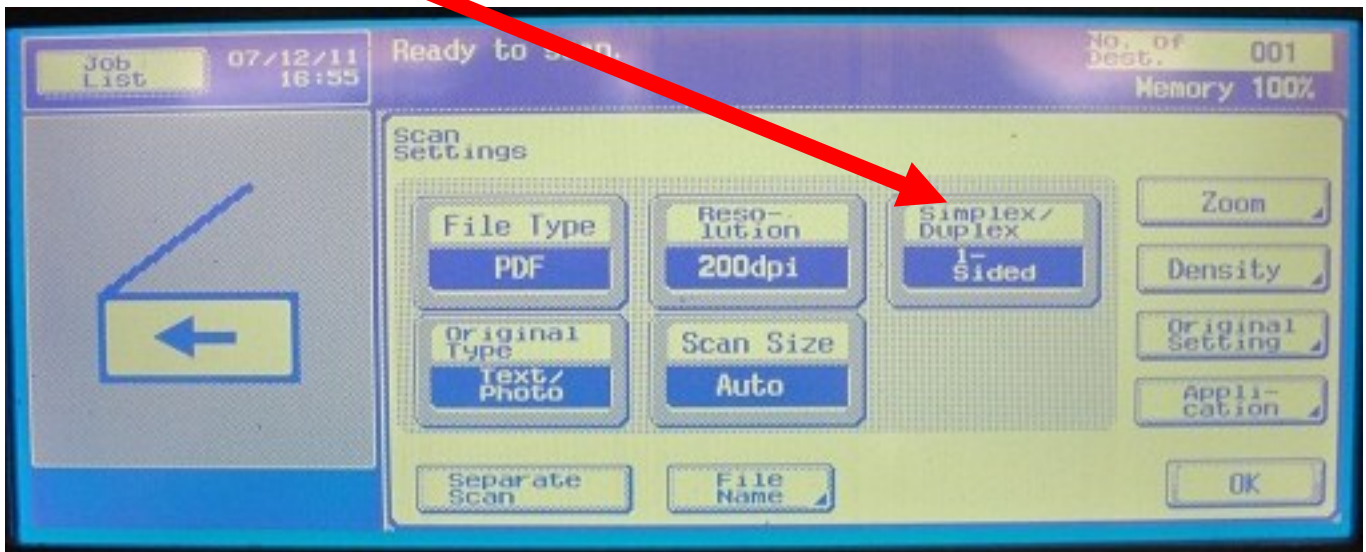 Job
List
07/12/11
16:55
Ready to scan.
No. of
Dest.
001
Memory 100%
Scan
Settings
File Type
PDF
Reso-
lution
200dpi
Simplex/
Duplex
1-
Sided
Original
Type
Text/
Photo
Scan Size
Auto
Zoom
Density
Original
Setting
Appli-
cation
Separate
Scan
File
Name
OK